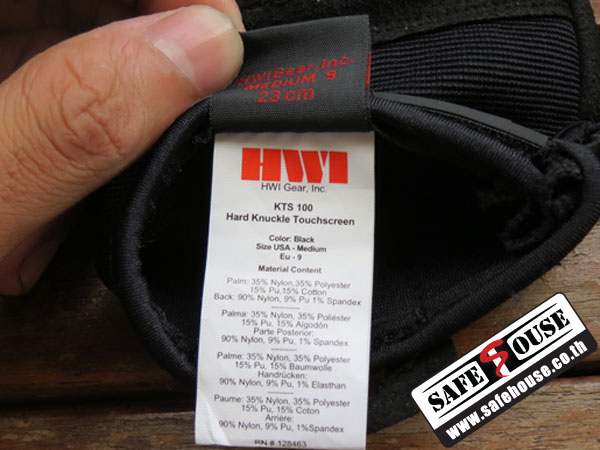 HWIGear,Inc.
MEDIUM 9
23 cm
HWI
HWI Gear, Inc.
KTS 100
Hard Knuckle Touchscreen
Color: Black
Size USA - Medium
Eu - 9
Material Content
Palm: 35% Nylon,35% Polyester
15% Pu,15% Cotton
Back: 90% Nylon, 9% Pu 1% Spandex
Palma: 35% Nylon, 35% Poliéster
15% Pu, 15% Algodón
Parte Posterior:
90% Nylon, 9% Pu, 1%Spandex
Palme: 35% Nylon, 35% Polyester
15% Pu, 15% Baumwolle
Handrücken:
90% Nylon, 9% Pu, 1% Elasthan
Paume: 35% Nylon, 35% Polyester
15% Pu, 15% Coton
Arrière:
90% Nylon, 9% Pu, 1%Spandex
RN # 128463
SAFE HOUSE
www.safehouse.co.th